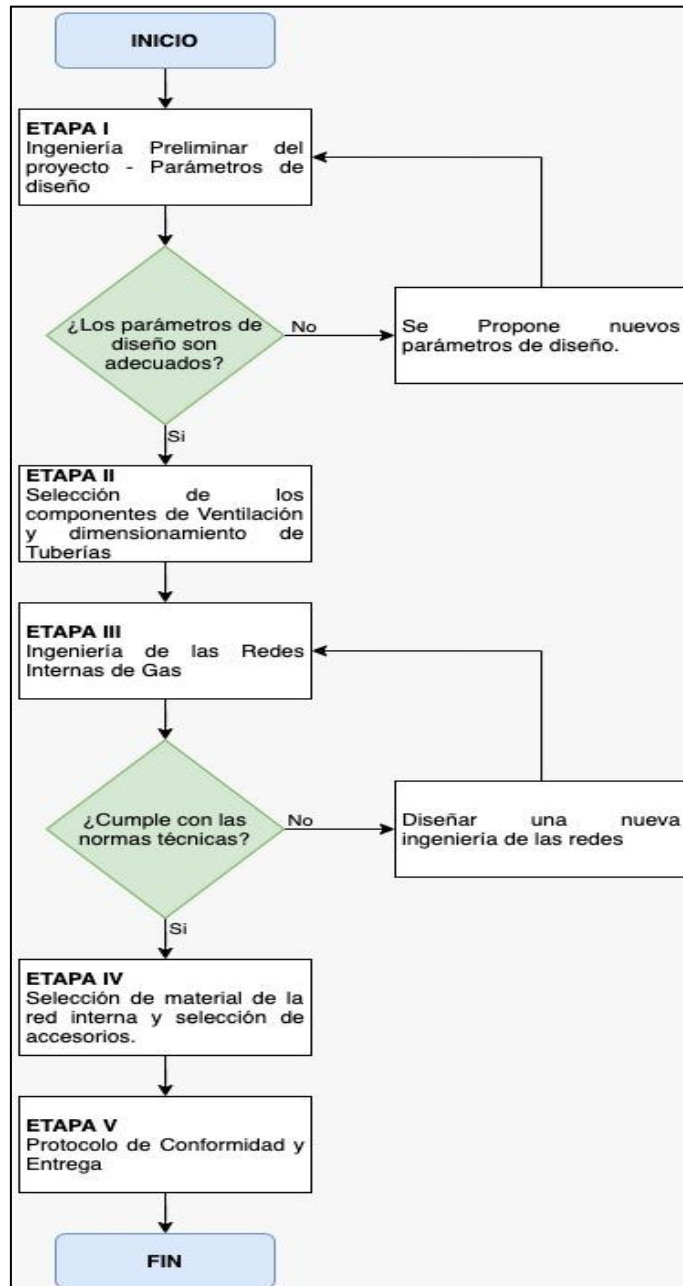 INICIO
ETAPA I
Ingeniería Preliminar del
proyecto - Parámetros de
diseño
¿Los parámetros de
diseño son
adecuados?
No
Se Propone nuevos
parámetros de diseño.
Si
ETAPA II
Selección de los
componentes de Ventilación
y dimensionamiento de
Tuberías
ETAPA III
Ingeniería de las Redes
Internas de Gas
¿Cumple con las
normas técnicas?
No
Diseñar una nueva
ingeniería de las redes
Si
ETAPA IV
Selección de material de la
red interna y selección de
accesorios.
ETAPA V
Protocolo de Conformidad y
Entrega
FIN